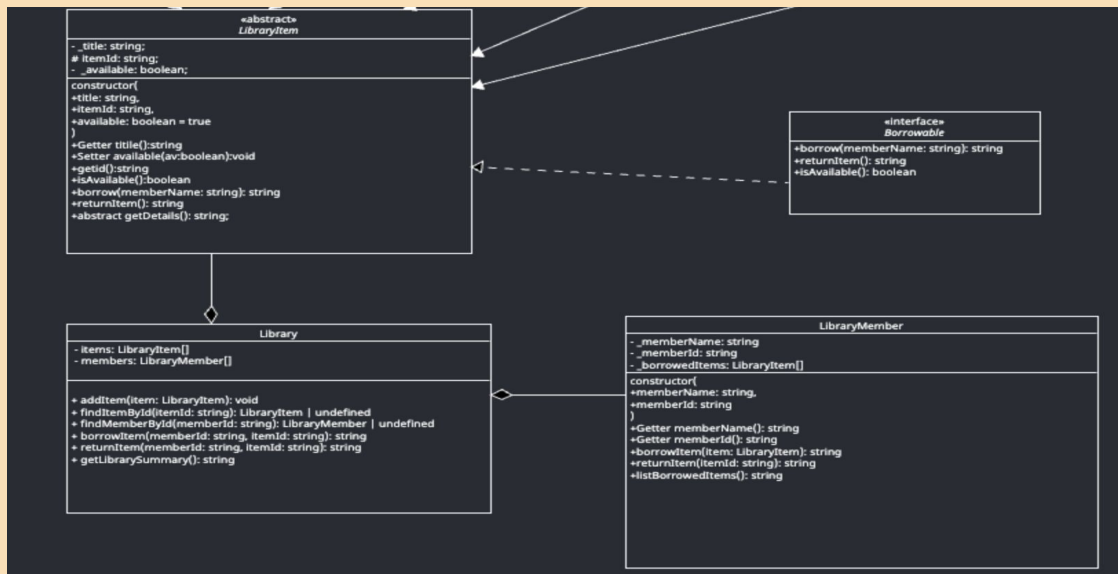 «abstract»
LibraryItem
- _title: string;
# itemId: string;
- _available: boolean;
constructor(
+title: string,
+itemId: string,
+available: boolean = true
)
+Getter titile():string
+Setter available(av:boolean):void
+getid():string
+isAvailable():boolean
+borrow(memberName: string): string
+returnItem(): string
+abstract getDetails(): string;
«interface»
Borrowable
+borrow(memberName: string): string
+returnItem(): string
+isAvailable(): boolean
Library
- items: LibraryItem[]
- members: LibraryMember[]
+ addItem(item: LibraryItem): void
+ findItemById(itemId: string): LibraryItem | undefined
+ findMemberById(memberId: string): LibraryMember | undefined
+ borrowItem(memberId: string, itemId: string): string
+ returnItem(memberId: string, itemId: string): string
+ getLibrarySummary(): string
LibraryMember
- _memberName: string
- _memberId: string
- _borrowedItems: LibraryItem[]
constructor(
+memberName: string,
+memberId: string
)
+Getter memberName(): string
+Getter memberId(): string
+borrowItem(item: LibraryItem): string
+returnItem(itemId: string): string
+listBorrowedItems(): string